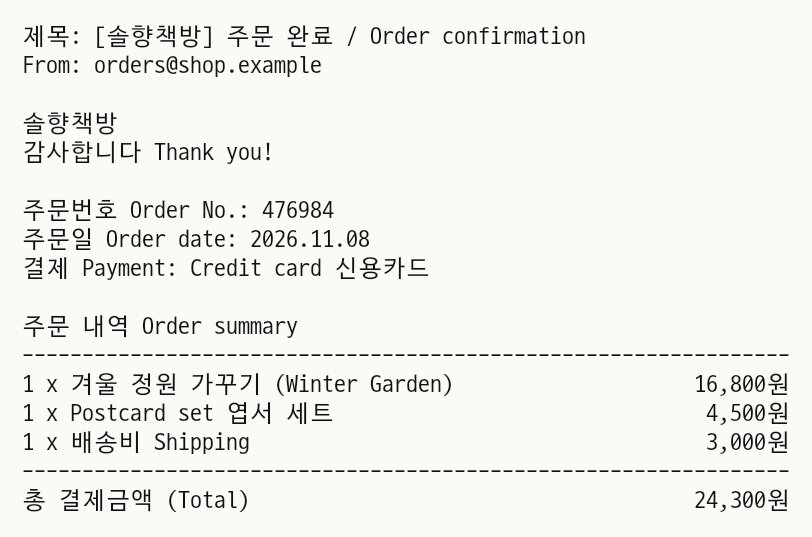 제목: [솔향책방] 주문 완료 / Order confirmation
From: orders@shop.example
솔향책방
감사합니다 Thank you!
주문번호 Order No.: 476984
주문일 Order date: 2026.11.08
결제 Payment: Credit card 신용카드
주문 내역 Order summary
----------------------------------------------------------------
1 x 겨울 정원 가꾸기 (Winter Garden) 16,800원
1 x Postcard set 엽서 세트 4,500원
1 x 배송비 Shipping 3,000원
----------------------------------------------------------------
총 결제금액 (Total) 24,300원